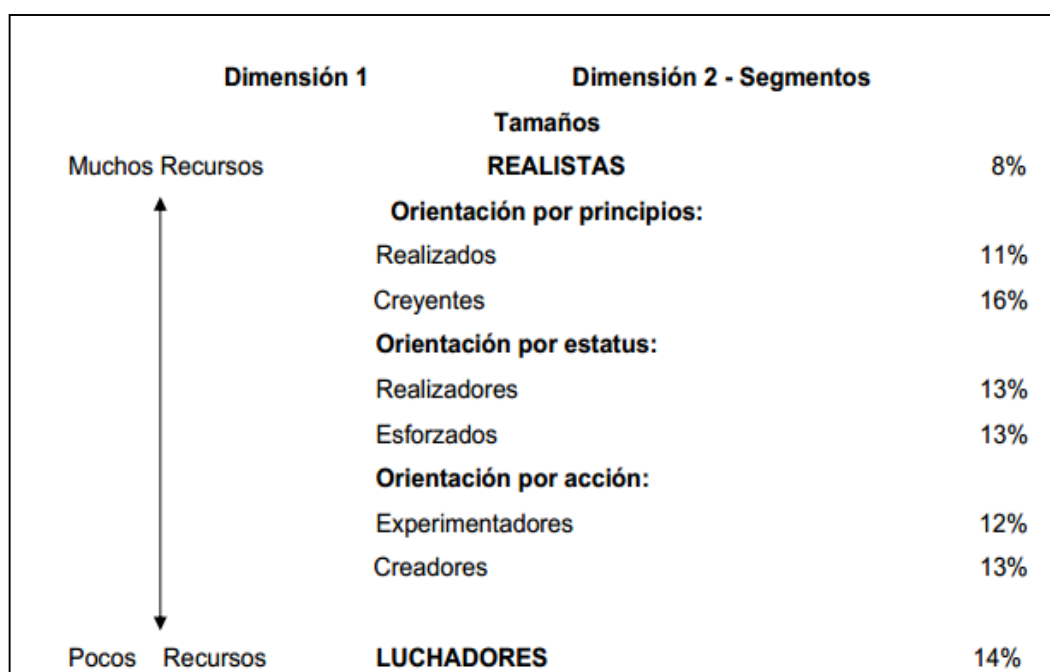 Dimensión 1 Dimensión 2 - Segmentos
Tamaños
Muchos Recursos REALISTAS 8%
Orientación por principios:
Realizados 11%
Creyentes 16%
Orientación por estatus:
Realizadores 13%
Esforzados 13%
Orientación por acción:
Experimentadores 12%
Creadores 13%
Pocos Recursos LUCHADORES 14%